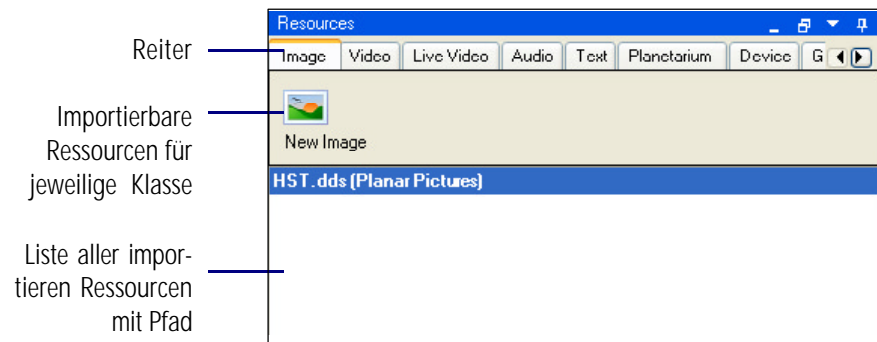 Resources
Reiter
Image Video Live Video Audio Text Planetarium Device G
Importierbare
Ressourcen für
jeweilige Klasse
New Image
HST.dds (Planar Pictures)
Liste aller impor-
tieren Ressourcen
mit Pfad